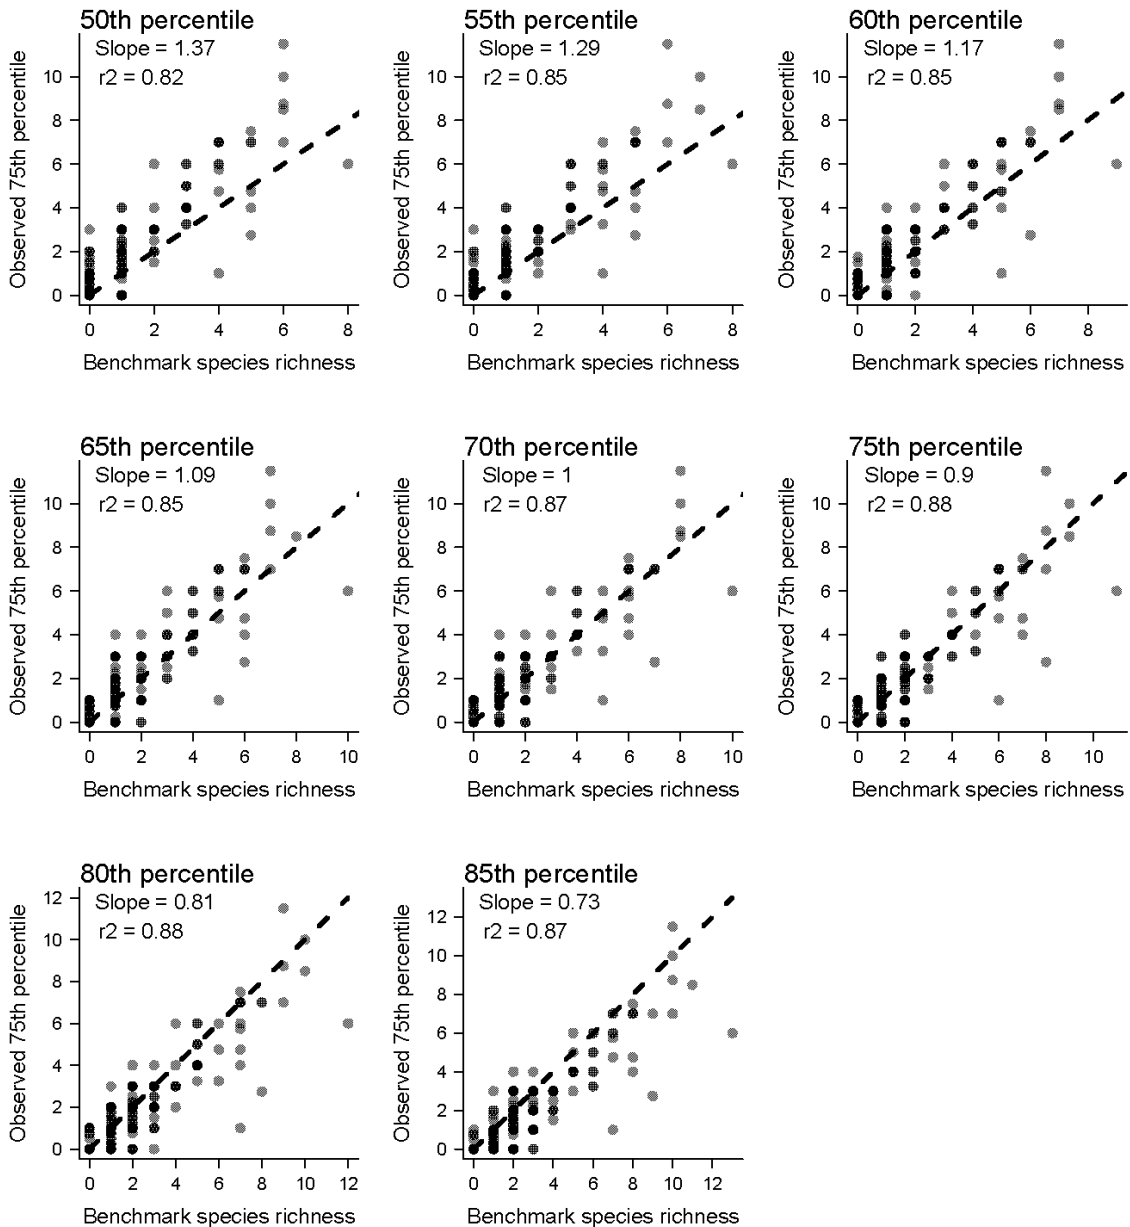 50th percentile
Slope = 1.37
r2 = 0.82
Observed 75th percentile
10
8
6
4
2
0
0 2 4 6 8
Benchmark species richness
55th percentile
Slope = 1.29
r2 = 0.85
Observed 75th percentile
10
8
6
4
2
0
0 2 4 6 8
Benchmark species richness
60th percentile
Slope = 1.17
r2 = 0.85
Observed 75th percentile
10
8
6
4
2
0
0 2 4 6 8
Benchmark species richness
65th percentile
Slope = 1.09
r2 = 0.85
Observed 75th percentile
10
8
6
4
2
0
0 2 4 6 8 10
Benchmark species richness
70th percentile
Slope = 1
r2 = 0.87
Observed 75th percentile
10
8
6
4
2
0
0 2 4 6 8 10
Benchmark species richness
75th percentile
Slope = 0.9
r2 = 0.88
Observed 75th percentile
10
8
6
4
2
0
0 2 4 6 8 10
Benchmark species richness
80th percentile
Slope = 0.81
r2 = 0.88
Observed 75th percentile
12
10
8
6
4
2
0
0 2 4 6 8 10 12
Benchmark species richness
85th percentile
Slope = 0.73
r2 = 0.87
Observed 75th percentile
12
10
8
6
4
2
0
0 2 4 6 8 10 12
Benchmark species richness